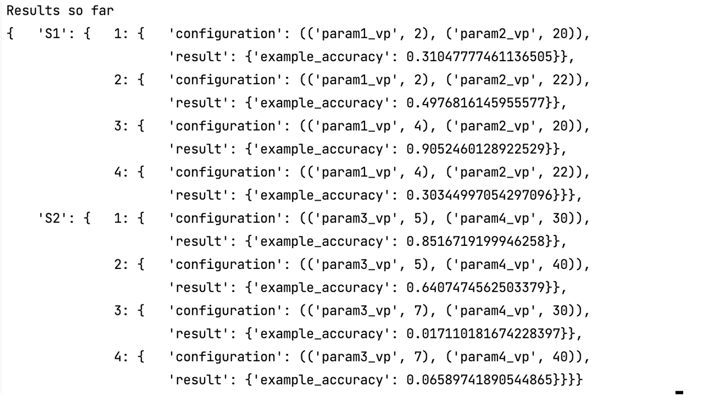 Results so far
{   'S1': {   1: {   'configuration': (('param1_vp', 2), ('param2_vp', 20)),
                     'result': {'example_accuracy': 0.31047777461136505}},
              2: {   'configuration': (('param1_vp', 2), ('param2_vp', 22)),
                     'result': {'example_accuracy': 0.4976816145955577}},
              3: {   'configuration': (('param1_vp', 4), ('param2_vp', 20)),
                     'result': {'example_accuracy': 0.9052460128922529}},
              4: {   'configuration': (('param1_vp', 4), ('param2_vp', 22)),
                     'result': {'example_accuracy': 0.30344997054297096}}},
    'S2': {   1: {   'configuration': (('param3_vp', 5), ('param4_vp', 30)),
                     'result': {'example_accuracy': 0.8516719199946258}},
              2: {   'configuration': (('param3_vp', 5), ('param4_vp', 40)),
                     'result': {'example_accuracy': 0.6407474562503379}},
              3: {   'configuration': (('param3_vp', 7), ('param4_vp', 30)),
                     'result': {'example_accuracy': 0.017110181674228397}},
              4: {   'configuration': (('param3_vp', 7), ('param4_vp', 40)),
                     'result': {'example_accuracy': 0.06589741890544865}}}}